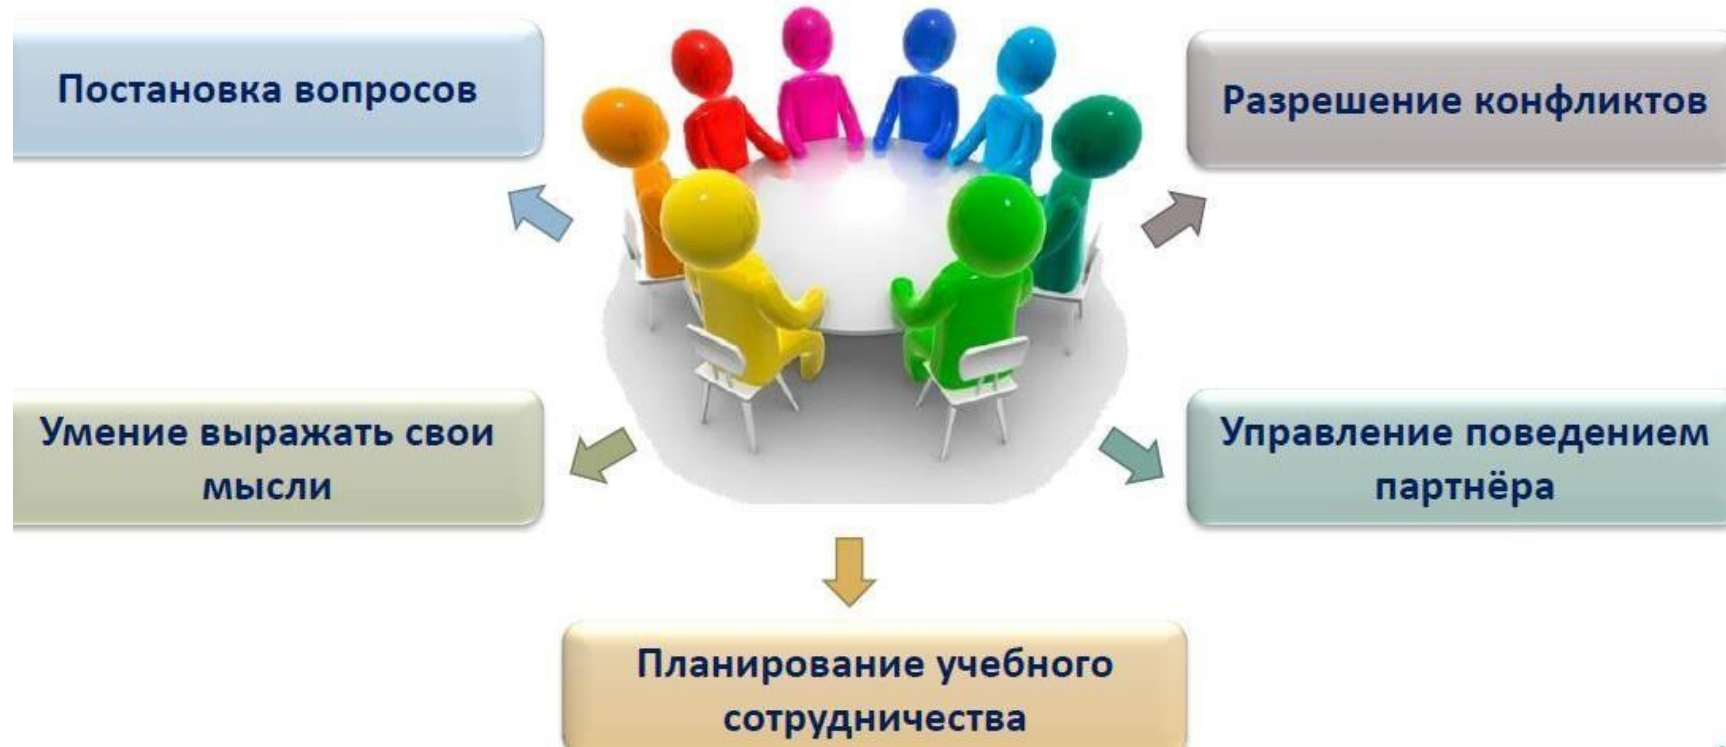 Постановка вопросов
Разрешение конфликтов
Умение выражать свои
мысли
Управление поведением
партнёра
Планирование учебного
сотрудничества